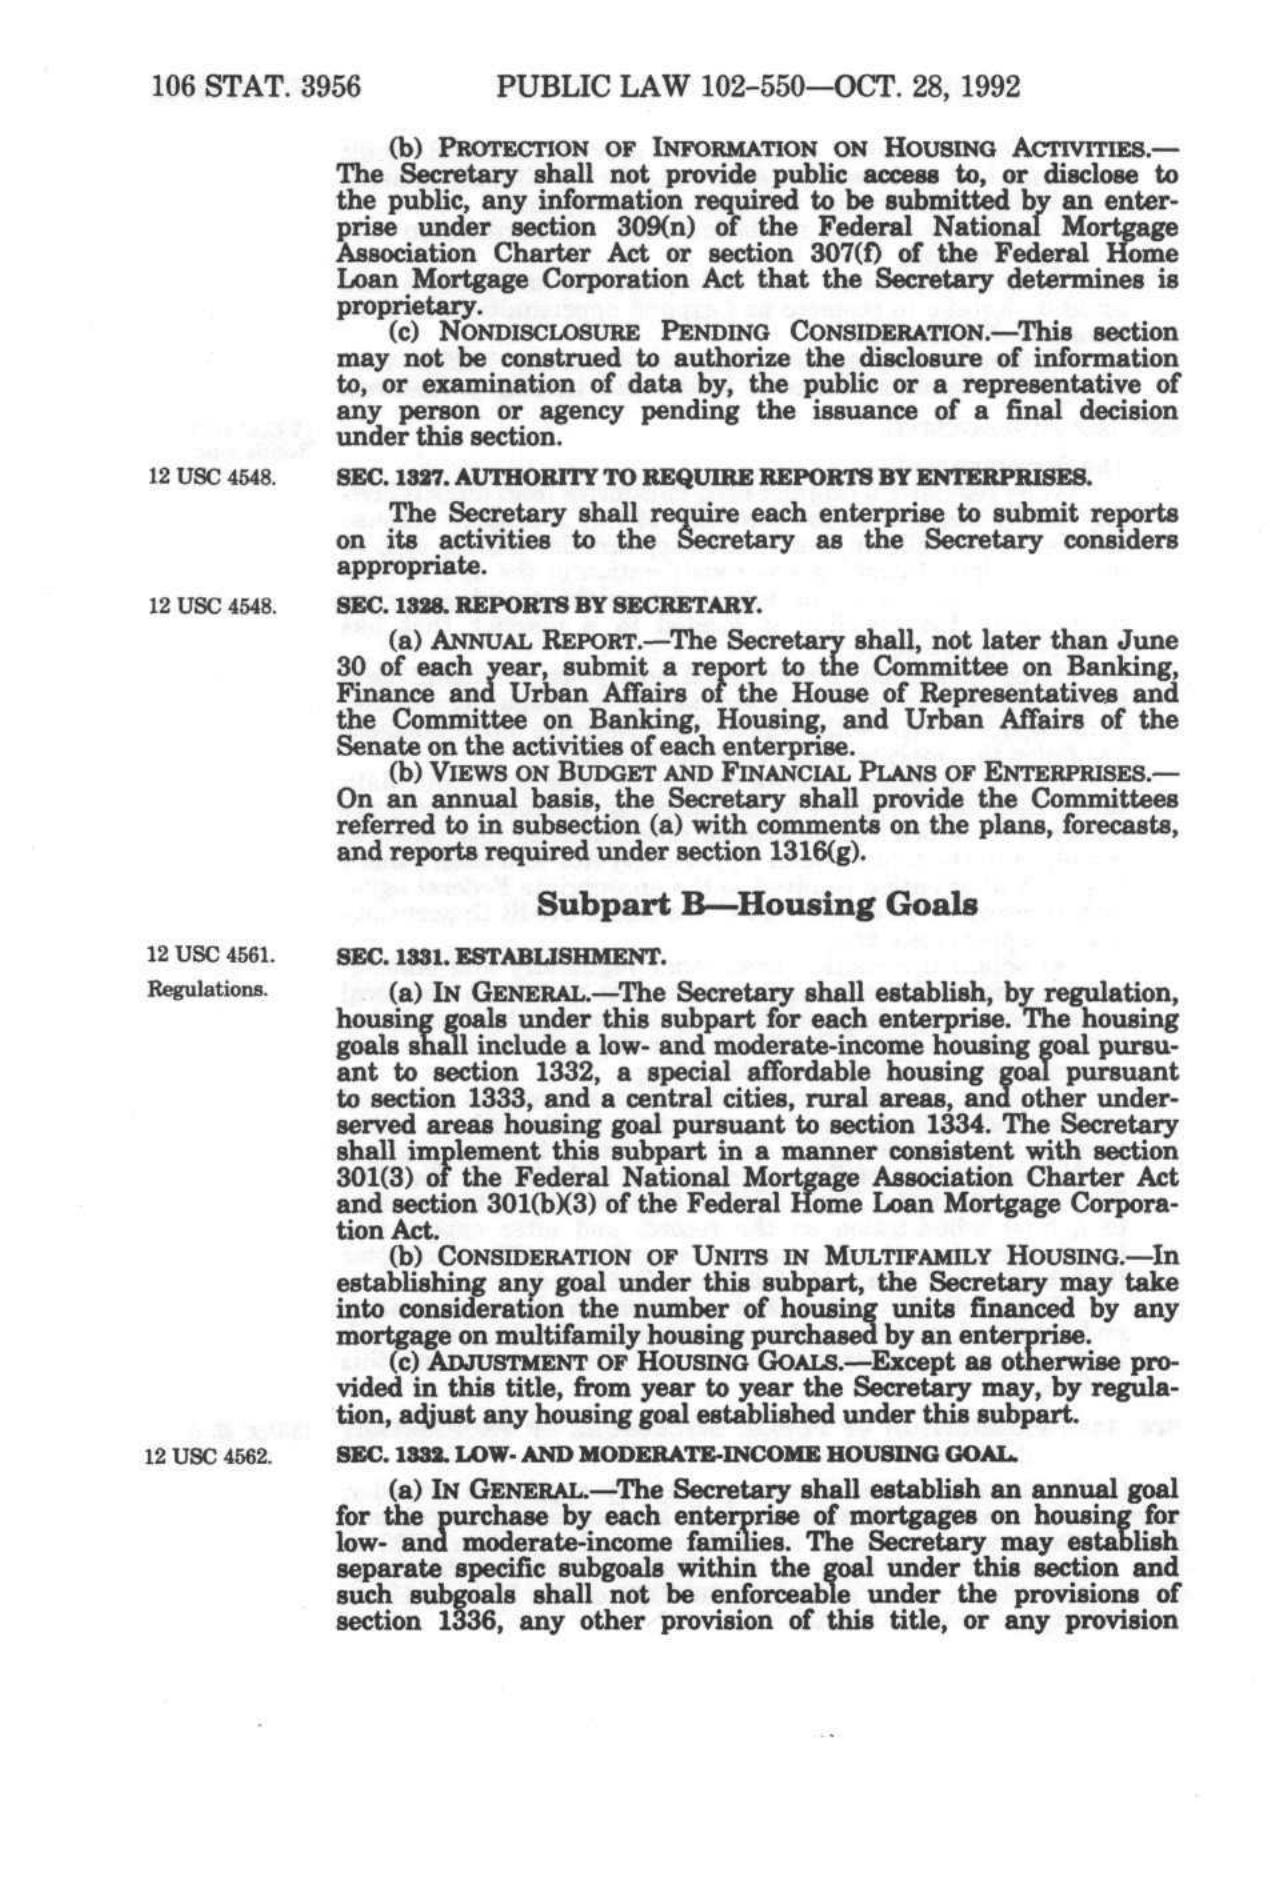 106 STAT. 3956 PUBLIC LAW 102-550—OCT. 28, 1992
(b) PROTECTION OF INFORMATION ON HOUSING ACTIVITIES.—
The Secretary shall not provide public access to, or disclose to
the public, any information required to be submitted by an enter-
prise under section 309(n) of the Federal National Mortgage
Association Charter Act or section 307(f) of the Federal Home
Loan Mortgage Corporation Act that the Secretary determines is
proprietary.
(c) NONDISCLOSURE PENDING CONSIDERATION.—This section
may not be construed to authorize the disclosure of information
to, or examination of data by, the public or a representative of
any person or agency pending the issuance of a final decision
under this section.
12 USC 4548. SEC. 1327. AUTHORITY TO REQUIRE REPORTS BY ENTERPRISES.
The Secretary shall require each enterprise to submit reports
on its activities to the Secretary as the Secretary considers
appropriate.
12 USC 4548. SEC. 1328. REPORTS BY SECRETARY.
(a) ANNUAL REPORT.—The Secretary shall, not later than June
30 of each year, submit a report to the Committee on Banking,
Finance and Urban Affairs of the House of Representatives and
the Committee on Banking, Housing, and Urban Affairs of the
Senate on the activities of each enterprise.
(b) VIEWS ON BUDGET AND FINANCIAL PLANS OF ENTERPRISES.—
On an annual basis, the Secretary shall provide the Committees
referred to in subsection (a) with comments on the plans, forecasts,
and reports required under section 1316(g).
Subpart B—Housing Goals
12 USC 4561. SEC. 1331. ESTABLISHMENT.
Regulations. (a) IN GENERAL.—The Secretary shall establish, by regulation,
housing goals under this subpart for each enterprise. The housing
goals shall include a low- and moderate-income housing goal pursu-
ant to section 1332, a special affordable housing goal pursuant
to section 1333, and a central cities, rural areas, and other under-
served areas housing goal pursuant to section 1334. The Secretary
shall implement this subpart in a manner consistent with section
301(3) of the Federal National Mortgage Association Charter Act
and section 301(b)(3) of the Federal Home Loan Mortgage Corpora-
tion Act.
(b) CONSIDERATION OF UNITS IN MULTIFAMILY HOUSING.—In
establishing any goal under this subpart, the Secretary may take
into consideration the number of housing units financed by any
mortgage on multifamily housing purchased by an enterprise.
(c) ADJUSTMENT OF HOUSING GOALS.—Except as otherwise pro-
vided in this title, from year to year the Secretary may, by regula-
tion, adjust any housing goal established under this subpart.
12 USC 4562. SEC. 1332. LOW- AND MODERATE-INCOME HOUSING GOAL.
(a) IN GENERAL.—The Secretary shall establish an annual goal
for the purchase by each enterprise of mortgages on housing for
low- and moderate-income families. The Secretary may establish
separate specific subgoals within the goal under this section and
such subgoals shall not be enforceable under the provisions of
section 1336, any other provision of this title, or any provision